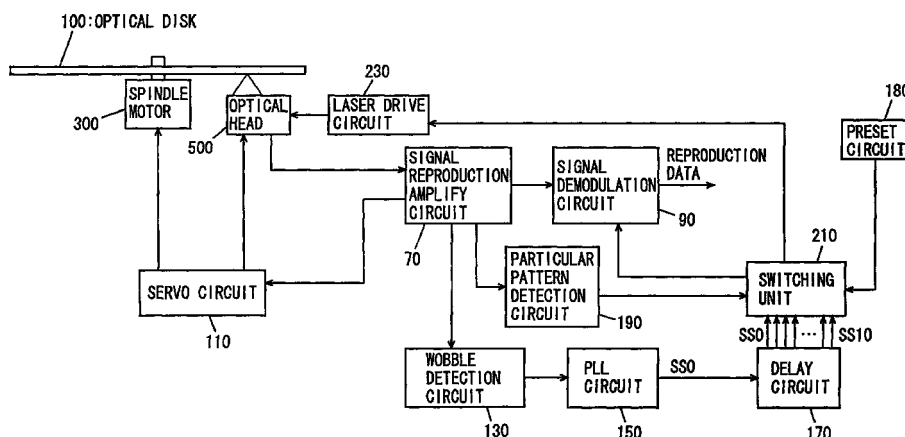 100:OPTICAL DISK
SPINDLE
MOTOR
300
OPTICAL
HEAD
500
230
LASER DRIVE
CIRCUIT
180
PRESET
CIRCUIT
SIGNAL
REPRODUCTION
AMPLIFY
CIRCUIT
70
SIGNAL
DEMODULATION
CIRCUIT
90
REPRODUCTION
DATA
210
SWITCHING
UNIT
PARTICULAR
PATTERN
DETECTION
CIRCUIT
190
SERVO CIRCUIT
110
SS0
...
SS10
WOBBLE
DETECTION
CIRCUIT
130
PLL
CIRCUIT
150
SS0
DELAY
CIRCUIT
170